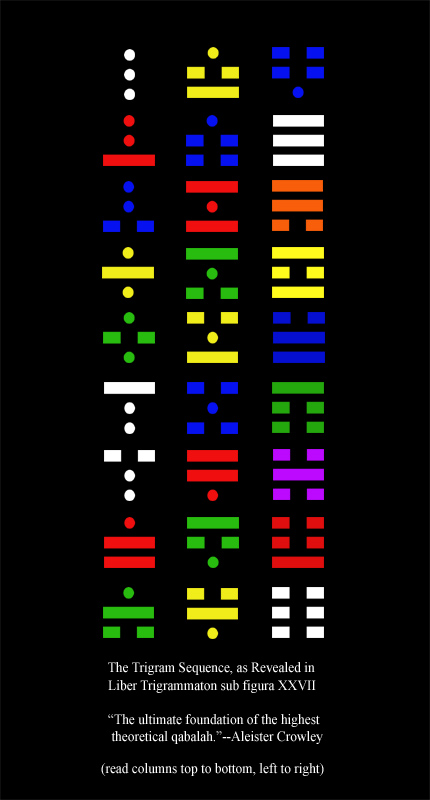 The Trigram Sequence, as Revealed in
Liber Trigrammaton sub figura XXVII
“The ultimate foundation of the highest
theoretical qabalah.”--Aleister Crowley
(read columns top to bottom, left to right)